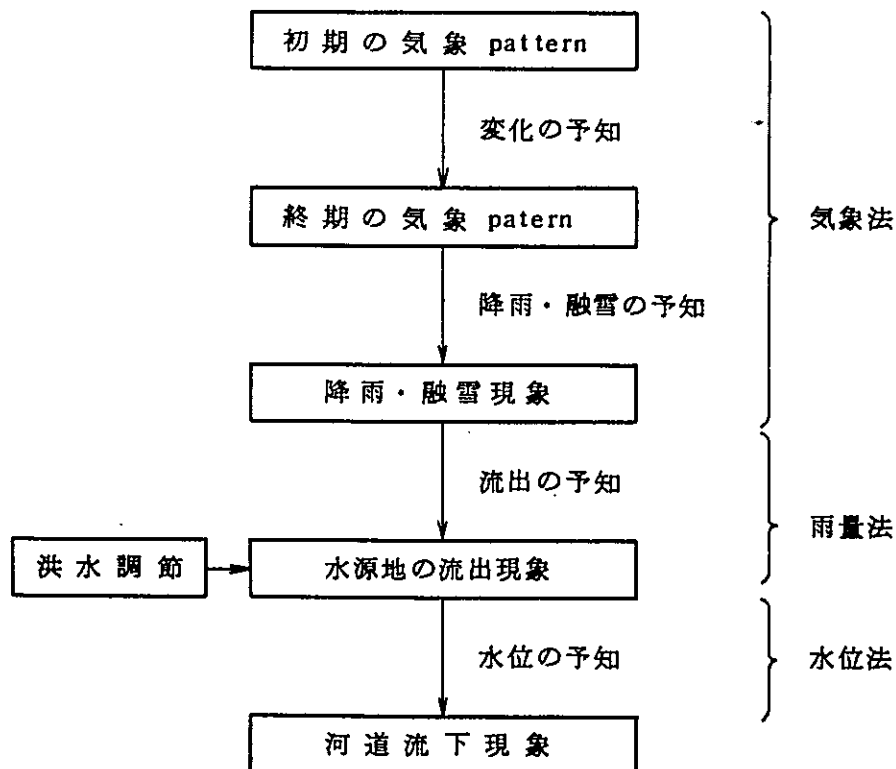 初期の気象 pattern
変化の予知
終期の気象 patern
気象法
降雨・融雪の予知
降雨・融雪現象
流出の予知
雨量法
洪水調節
水源地の流出現象
水位の予知
水位法
河道流下現象